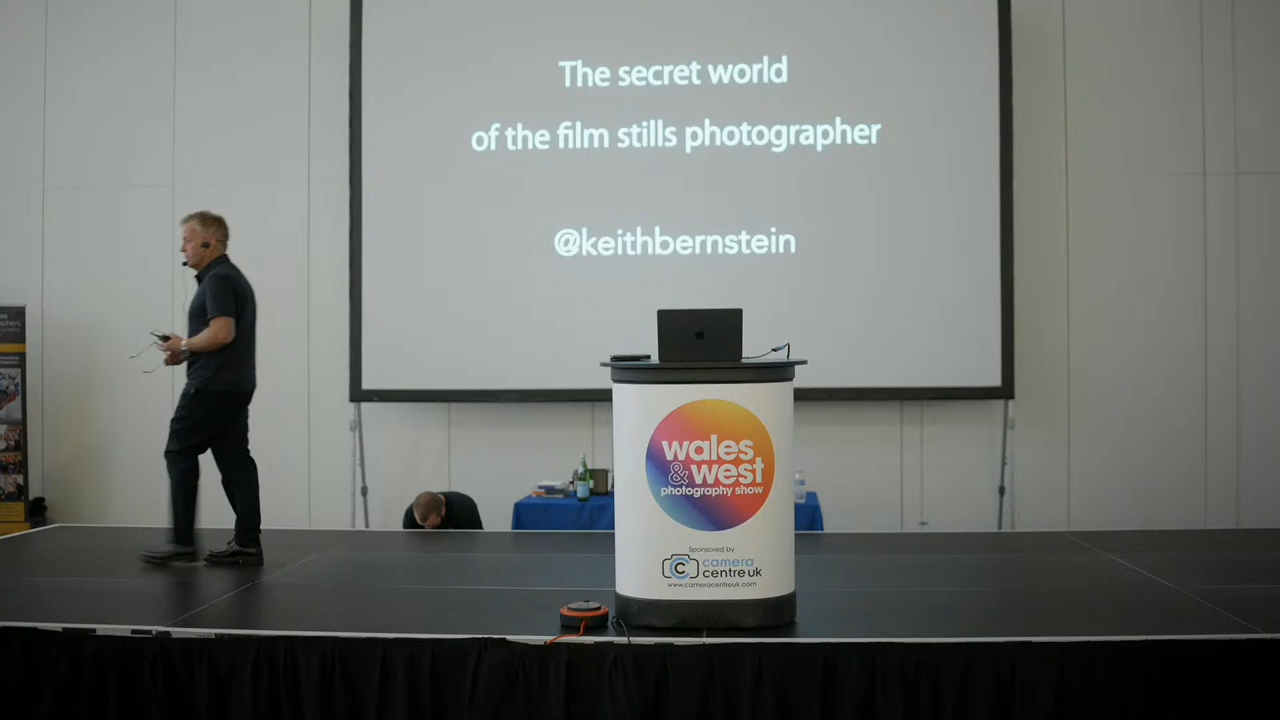 The secret world
of the film stills photographer
@keithbernstein
wales
&west
photography show
Sponsored by
camera
centre uk
www.cameracentreuk.com